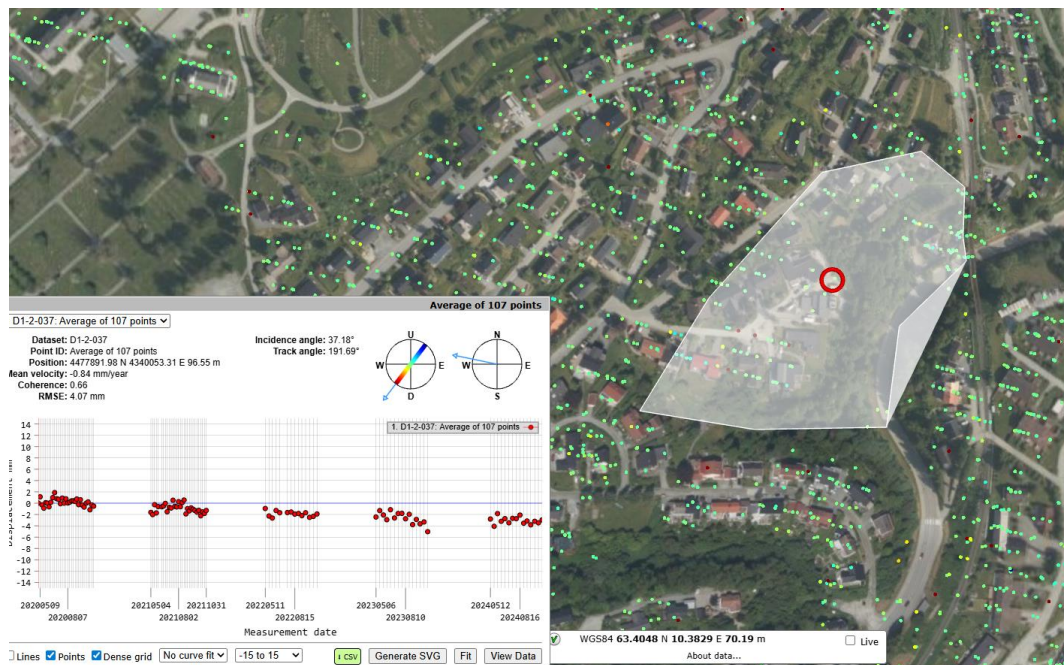 Average of 107 points
D1-2-037: Average of 107 points
Dataset: D1-2-037
Point ID: Average of 107 points
Position: 4477891.98 N 4340053.31 E 96.55 m
Mean velocity: -0.84 mm/year
Coherence: 0.66
RMSE: 4.07 mm
Incidence angle: 37.18°
Track angle: 191.69°
U
W E
D
N
W E
S
1. D1-2-037: Average of 107 points
14
12
10
8
6
4
2
0
-2
-4
-6
-8
-10
-12
-14
Displacement mm
20200509 20210504 20211031 20220511 20230506 20240512
20200807 20210802 20220815 20230810 20240816
Measurement date
Lines Points Dense grid No curve fit -15 to 15 CSV Generate SVG Fit View Data
WGS84 63.4048 N 10.3829 E 70.19 m Live
About data...